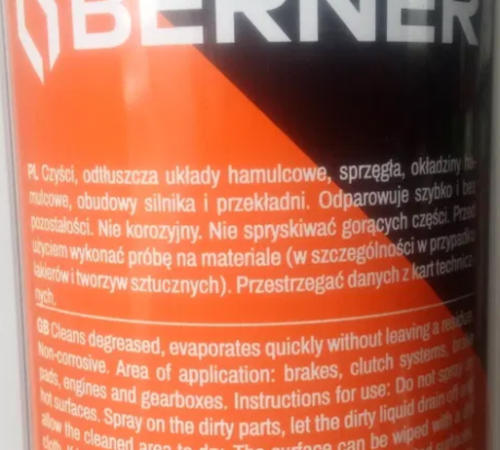 BERNER
PL Czyści, odtłuszcza układy hamulcowe, sprzęgła, okładziny ha-
mulcowe, obudowy silnika i przekładni. Odparowuje szybko i bez
pozostałości. Nie korozyjny. Nie spryskiwać gorących części. Przed
użyciem wykonać próbę na materiale (w szczególności w przypadku
lakierów i tworzyw sztucznych). Przestrzegać danych z kart technicz-
nych.
GB Cleans degreased, evaporates quickly without leaving a residue.
Non-corrosive. Area of application: brakes, clutch systems, brake
pads, engines and gearboxes. Instructions for use: Do not spray on
hot surfaces. Spray on the dirty parts, let the dirty liquid drain off and
allow the cleaned area to dry. The surface can be wiped with a dry
cloth.